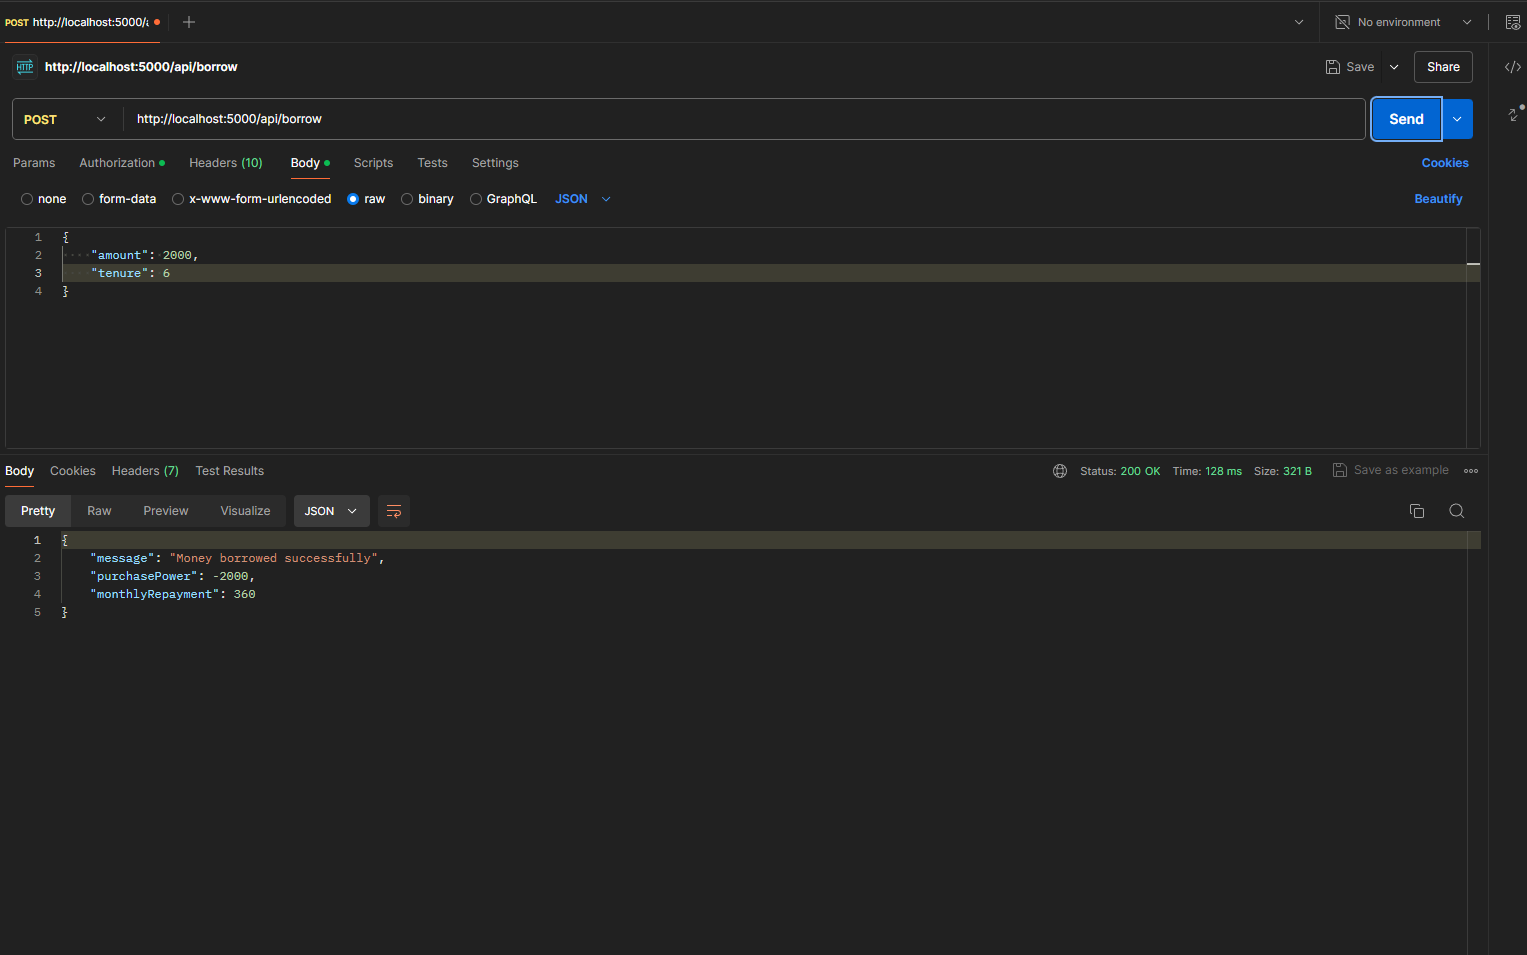 POST http://localhost:5000/a
No environment
HTTP http://localhost:5000/api/borrow
Save Share
POST http://localhost:5000/api/borrow Send
Params Authorization Headers (10) Body Scripts Tests Settings Cookies
none form-data x-www-form-urlencoded raw binary GraphQL JSON Beautify
1 {
2 "amount": 2000,
3 "tenure": 6
4 }
Body Cookies Headers (7) Test Results Status: 200 OK Time: 128 ms Size: 321 B Save as example
Pretty Raw Preview Visualize JSON
1 {
2 "message": "Money borrowed successfully",
3 "purchasePower": -2000,
4 "monthlyRepayment": 360
5 }